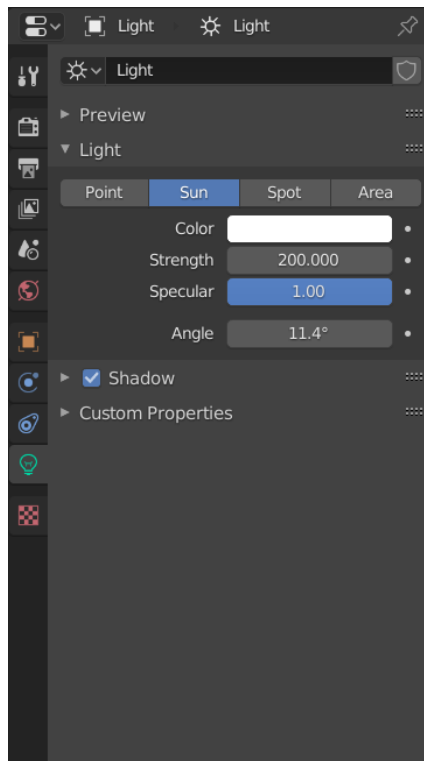 Light Light
Light
Preview
Light
Point Sun Spot Area
Color
Strength 200.000
Specular 1.00
Angle 11.4°
Shadow
Custom Properties